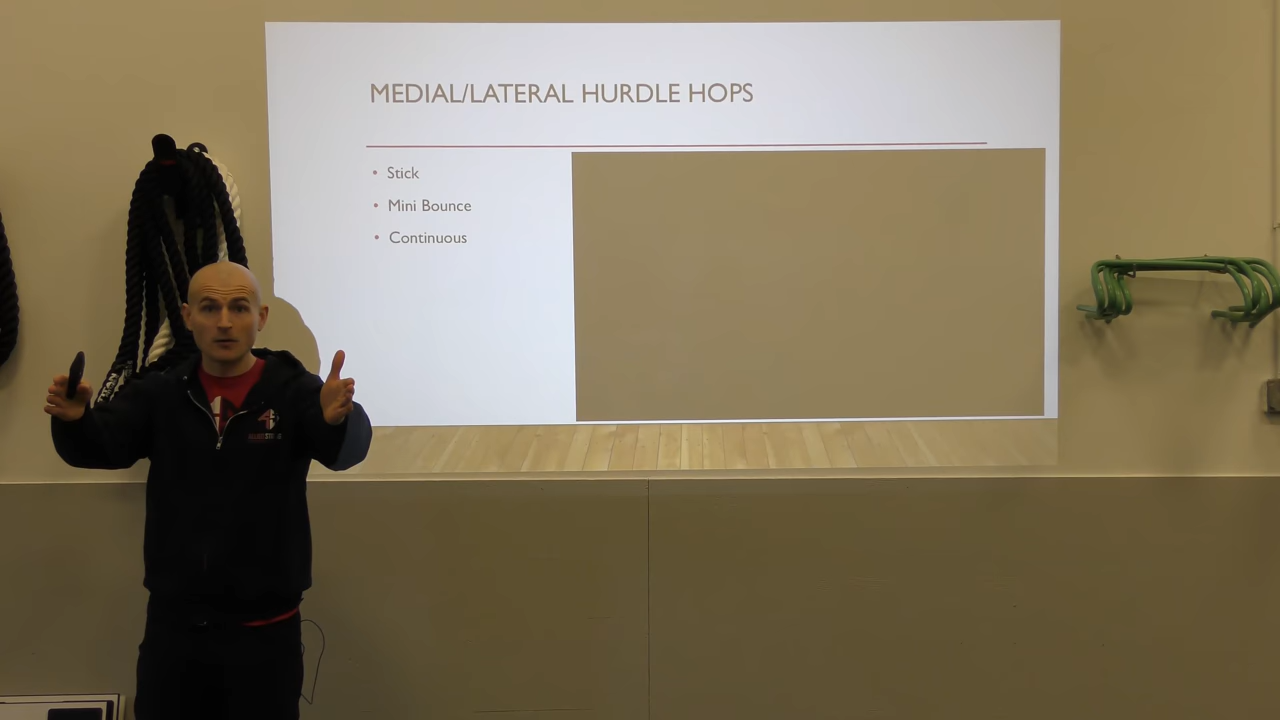 MEDIAL/LATERAL HURDLE HOPS
• Stick
• Mini Bounce
• Continuous